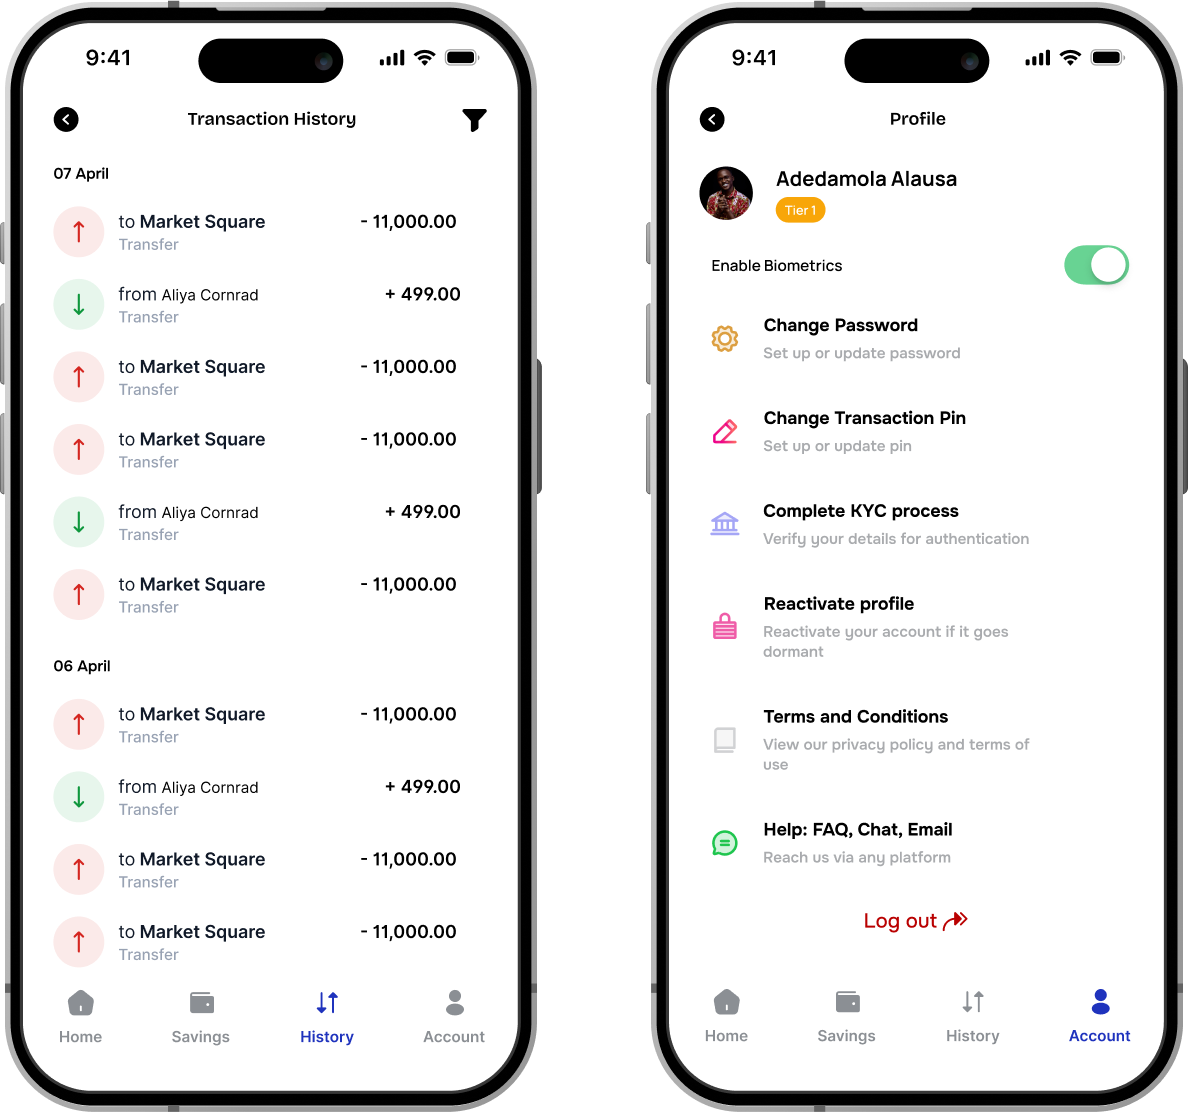 9:41
Transaction History
07 April
to Market Square - 11,000.00
Transfer
from Aliya Cornrad + 499.00
Transfer
to Market Square - 11,000.00
Transfer
to Market Square - 11,000.00
Transfer
from Aliya Cornrad + 499.00
Transfer
to Market Square - 11,000.00
Transfer
06 April
to Market Square - 11,000.00
Transfer
from Aliya Cornrad + 499.00
Transfer
to Market Square - 11,000.00
Transfer
to Market Square - 11,000.00
Transfer
Home Savings History Account
9:41
Profile
Adedamola Alausa
Tier 1
Enable Biometrics
Change Password
Set up or update password
Change Transaction Pin
Set up or update pin
Complete KYC process
Verify your details for authentication
Reactivate profile
Reactivate your account if it goes
dormant
Terms and Conditions
View our privacy policy and terms of
use
Help: FAQ, Chat, Email
Reach us via any platform
Log out
Home Savings History Account